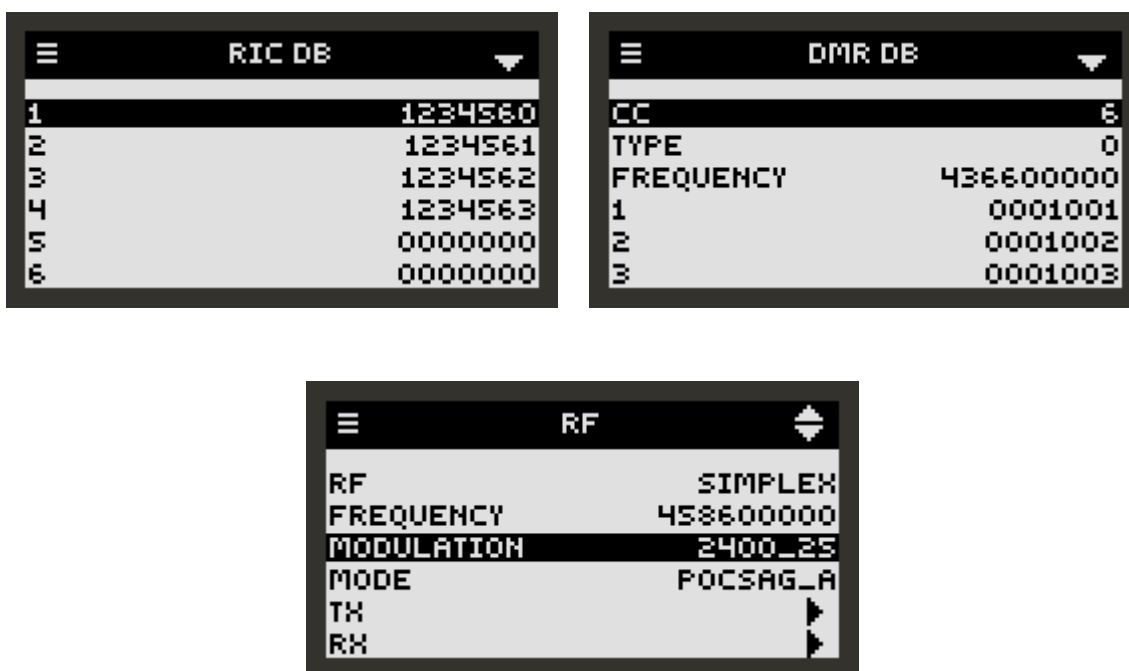 RIC DB
1 1234560
2 1234561
3 1234562
4 1234563
5 0000000
6 0000000
DMR DB
CC 6
TYPE 0
FREQUENCY 436600000
1 0001001
2 0001002
3 0001003
RF
RF SIMPLEX
FREQUENCY 458600000
MODULATION 2400_25
MODE POCSAG_A
TX
RX